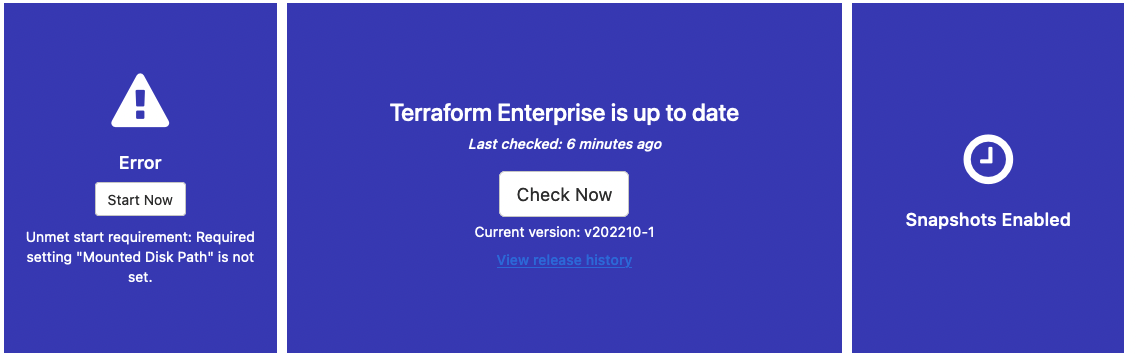 Error
Start Now
Unmet start requirement: Required
setting "Mounted Disk Path" is not
set.
Terraform Enterprise is up to date
Last checked: 6 minutes ago
Check Now
Current version: v202210-1
View release history
Snapshots Enabled